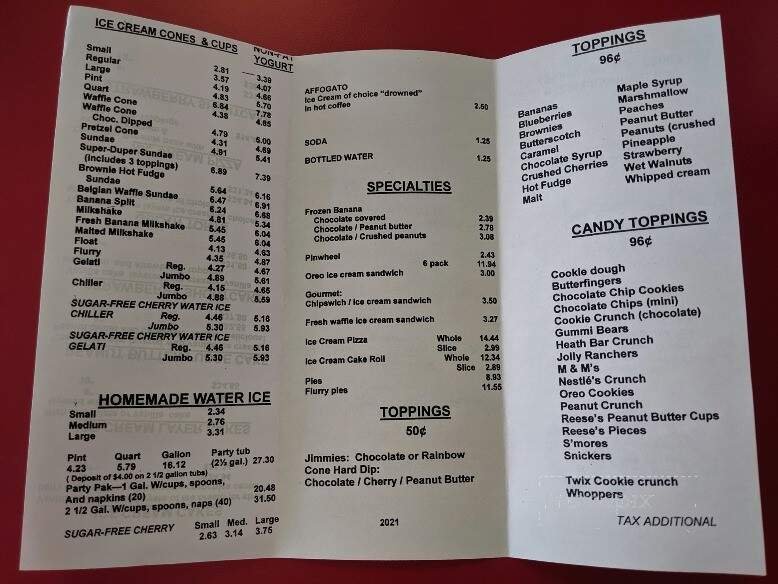 ICE CREAM CONES & CUPS NON-FAT
YOGURT
Small 2.81 3.39
Regular 3.57 4.07
Large 4.19 4.66
Pint 4.83 5.70
Quart 6.84 7.78
Waffle Cone 4.38 4.85
Waffle Cone
Choc. Dipped 4.79 5.00
Pretzel Cone 4.31 4.69
Sundae 4.91 5.41
Super-Duper Sundae
(includes 3 toppings) 6.89 7.39
Brownie Hot Fudge
Sundae 5.64 6.16
Belgian Waffle Sundae 6.47 6.91
Banana Split 6.24 6.68
Milkshake 4.81 5.34
Fresh Banana Milkshake 5.45 6.04
Malted Milkshake 5.45 6.04
Float 4.13 4.63
Flurry 4.35 4.87
Gelati Reg. 4.27 4.67
Jumbo 4.89 5.61
Chiller Reg. 4.15 4.65
Jumbo 4.88 5.59
SUGAR-FREE CHERRY WATER ICE
CHILLER Reg. 4.46 5.16
Jumbo 5.30 5.93
SUGAR-FREE CHERRY WATER ICE
GELATI Reg. 4.46 5.16
Jumbo 5.30 5.93
HOMEMADE WATER ICE
Small 2.34
Medium 2.76
Large 3.31
Pint Quart Gallon Party tub
4.23 5.79 16.12 (2½ gal.) 27.30
( Deposit of $4.00 on 2 1/2 gallon tubs)
Party Pak—1 Gal. W/cups, spoons,
And napkins (20) 20.48
2 1/2 Gal. W/cups, spoons, naps (40) 31.50
SUGAR-FREE CHERRY Small Med. Large
2.63 3.14 3.75
AFFOGATO
Ice Cream of choice "drowned"
in hot coffee 2.50
SODA 1.25
BOTTLED WATER 1.25
SPECIALTIES
Frozen Banana
Chocolate covered 2.39
Chocolate / Peanut butter 2.78
Chocolate / Crushed peanuts 3.08
Pinwheel 2.43
6 pack 11.94
Oreo ice cream sandwich 3.00
Gourmet:
Chipswich / Ice cream sandwich 3.50
Fresh waffle ice cream sandwich 3.27
Ice Cream Pizza Whole 14.44
Slice 2.99
Ice Cream Cake Roll Whole 12.34
Slice 2.89
Pies 8.93
Flurry pies 11.55
TOPPINGS
50¢
Jimmies: Chocolate or Rainbow
Cone Hard Dip:
Chocolate / Cherry / Peanut Butter
2021
TOPPINGS
96¢
Bananas
Blueberries
Brownies
Butterscotch
Caramel
Chocolate Syrup
Crushed Cherries
Hot Fudge
Malt
Maple Syrup
Marshmallow
Peaches
Peanut Butter
Peanuts (crushed
Pineapple
Strawberry
Wet Walnuts
Whipped cream
CANDY TOPPINGS
96¢
Cookie dough
Butterfingers
Chocolate Chip Cookies
Chocolate Chips (mini)
Cookie Crunch (chocolate)
Gummi Bears
Heath Bar Crunch
Jolly Ranchers
M & M's
Nestlé's Crunch
Oreo Cookies
Peanut Crunch
Reese's Peanut Butter Cups
Reese's Pieces
S'mores
Snickers
Twix Cookie crunch
Whoppers
TAX ADDITIONAL